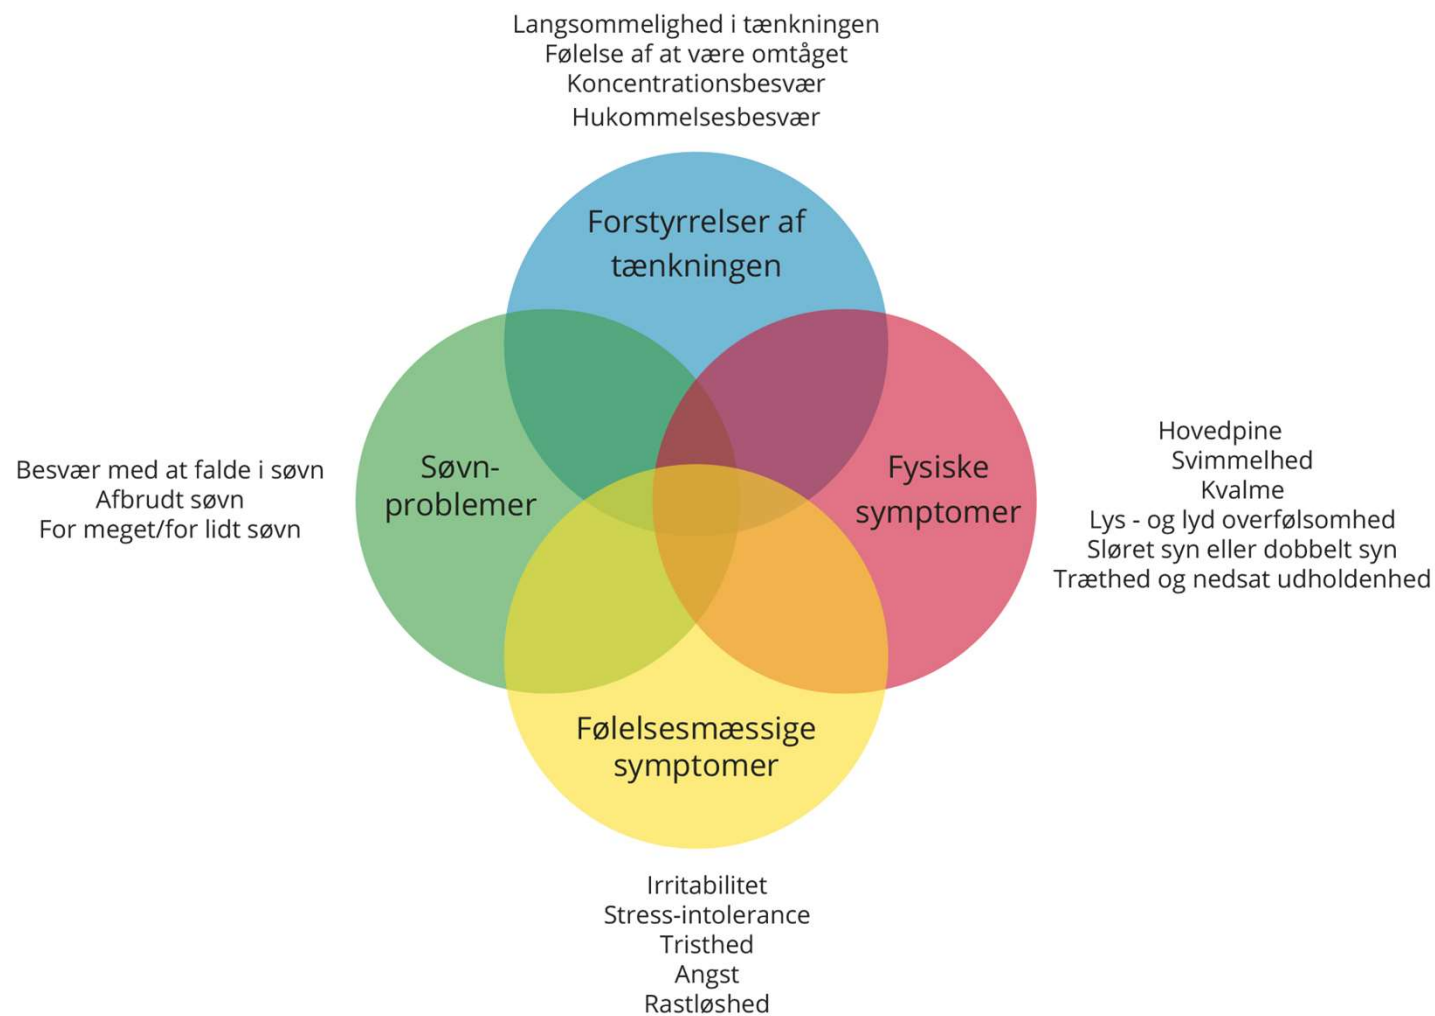 Langsommelighed i tænkningen
Følelse af at være omtåget
Koncentrationsbesvær
Hukommelsesbesvær
Forstyrrelser af
tænkningen
Søvn-
problemer
Besvær med at falde i søvn
Afbrudt søvn
For meget/for lidt søvn
Fysiske
symptomer
Hovedpine
Svimmelhed
Kvalme
Lys - og lyd overfølsomhed
Sløret syn eller dobbelt syn
Træthed og nedsat udholdenhed
Følelsesmæssige
symptomer
Irritabilitet
Stress-intolerance
Tristhed
Angst
Rastløshed